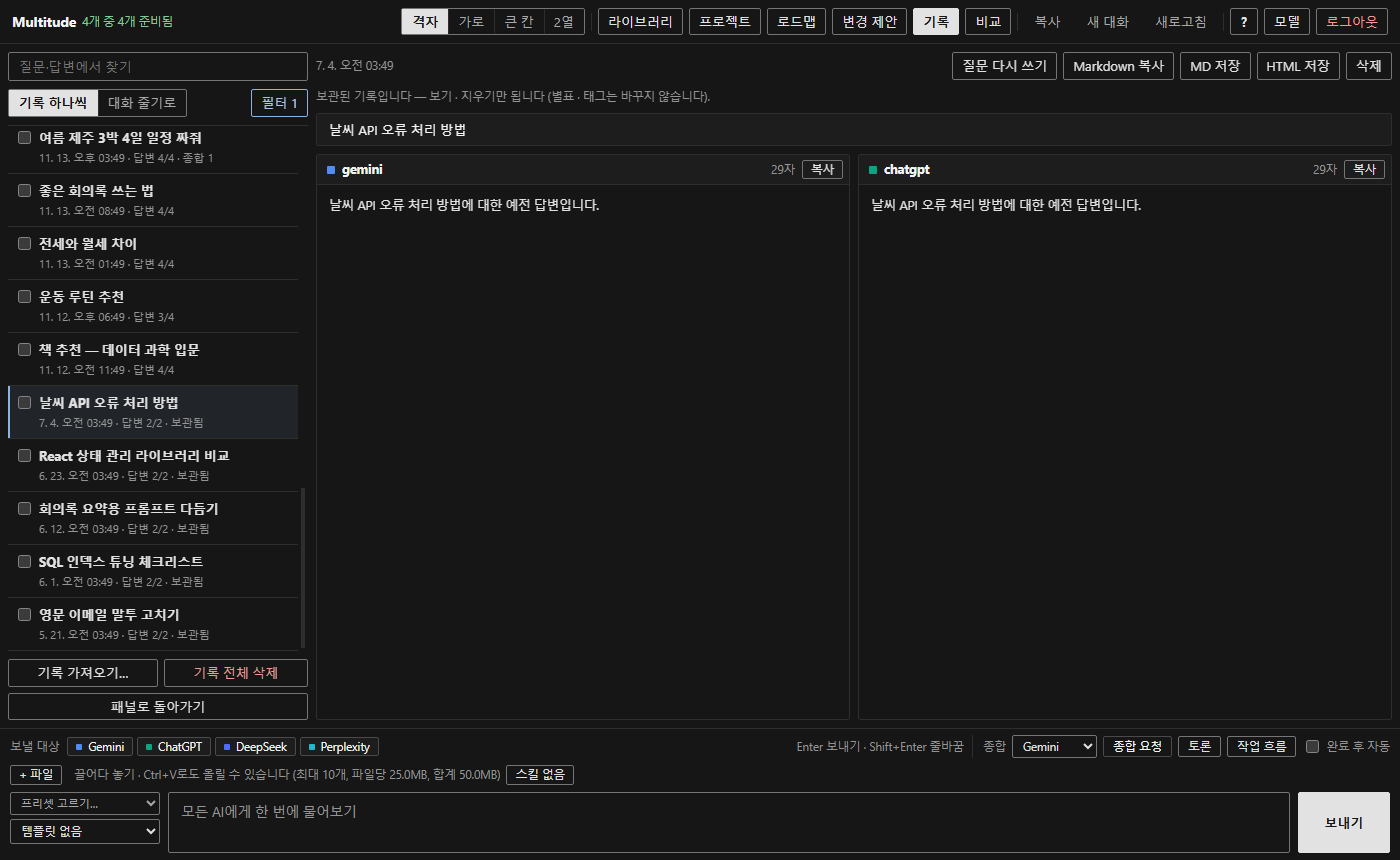 Multitude 4개 중 4개 준비됨
격자 가로 큰 칸 2열 라이브러리 프로젝트 로드맵 변경 제안 기록 비교 복사 새 대화 새로고침 ? 모델 로그아웃
질문·답변에서 찾기
기록 하나씩 대화 줄기로 필터 1
여름 제주 3박 4일 일정 짜줘
11. 13. 오후 03:49 · 답변 4/4 · 종합 1
좋은 회의록 쓰는 법
11. 13. 오전 08:49 · 답변 4/4
전세와 월세 차이
11. 13. 오전 01:49 · 답변 4/4
운동 루틴 추천
11. 12. 오후 06:49 · 답변 3/4
책 추천 — 데이터 과학 입문
11. 12. 오전 11:49 · 답변 4/4
날씨 API 오류 처리 방법
7. 4. 오전 03:49 · 답변 2/2 · 보관됨
React 상태 관리 라이브러리 비교
6. 23. 오전 03:49 · 답변 2/2 · 보관됨
회의록 요약용 프롬프트 다듬기
6. 12. 오전 03:49 · 답변 2/2 · 보관됨
SQL 인덱스 튜닝 체크리스트
6. 1. 오전 03:49 · 답변 2/2 · 보관됨
영문 이메일 말투 고치기
5. 21. 오전 03:49 · 답변 2/2 · 보관됨
기록 가져오기... 기록 전체 삭제
패널로 돌아가기
7. 4. 오전 03:49 질문 다시 쓰기 Markdown 복사 MD 저장 HTML 저장 삭제
보관된 기록입니다 — 보기 · 지우기만 됩니다 (별표 · 태그는 바꾸지 않습니다).
날씨 API 오류 처리 방법
gemini 29자 복사
날씨 API 오류 처리 방법에 대한 예전 답변입니다.
chatgpt 29자 복사
날씨 API 오류 처리 방법에 대한 예전 답변입니다.
보낼 대상 Gemini ChatGPT DeepSeek Perplexity Enter 보내기 · Shift+Enter 줄바꿈 종합 Gemini 종합 요청 토론 작업 흐름 완료 후 자동
+ 파일 끌어다 놓기 · Ctrl+V로도 올릴 수 있습니다 (최대 10개, 파일당 25.0MB, 합계 50.0MB) 스킬 없음
프리셋 고르기...
템플릿 없음
모든 AI에게 한 번에 물어보기
보내기